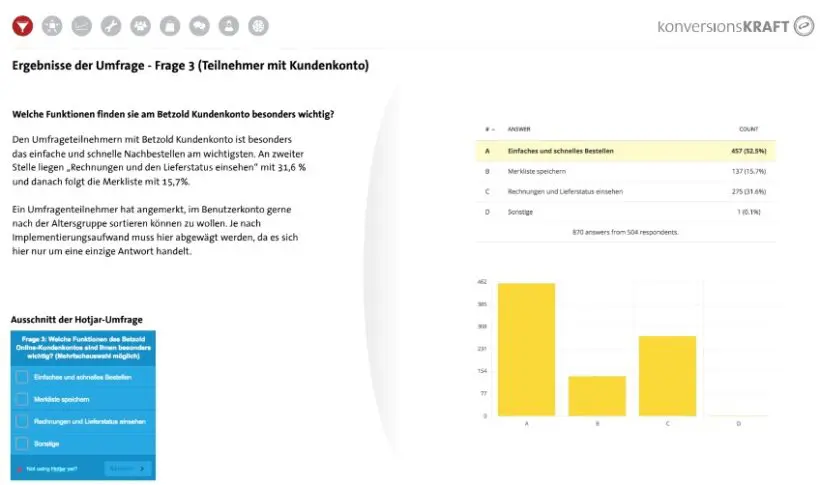 konversionsKRAFT
Ergebnisse der Umfrage - Frage 3 (Teilnehmer mit Kundenkonto)
Welche Funktionen finden sie am Betzold Kundenkonto besonders wichtig?
Den Umfrageteilnehmern mit Betzold Kundenkonto ist besonders
das einfache und schnelle Nachbestellen am wichtigsten. An zweiter
Stelle liegen „Rechnungen und den Lieferstatus einsehen“ mit 31,6 %
und danach folgt die Merkliste mit 15,7%.
Ein Umfragenteilnehmer hat angemerkt, im Benutzerkonto gerne
nach der Altersgruppe sortieren können zu wollen. Je nach
Implementierungsaufwand muss hier abgewägt werden, da es sich
hier nur um eine einzige Antwort handelt.
Ausschnitt der Hotjar-Umfrage
Frage 3: Welche Funktionen des Betzold
Online-Kundenkontos sind Ihnen besonders
wichtig? (Mehrfachauswahl möglich)
Einfaches und schnelles Bestellen
Merkliste speichern
Rechnungen und Lieferstatus einsehen
Sonstige
Not using Hotjar yet?
# ANSWER COUNT
A Einfaches und schnelles Bestellen 457 (52.5%)
B Merkliste speichern 137 (15.7%)
C Rechnungen und Lieferstatus einsehen 275 (31.6%)
D Sonstige 1 (0.1%)
870 answers from 504 respondents.
462
385
308
231
154
77
0
A B C D